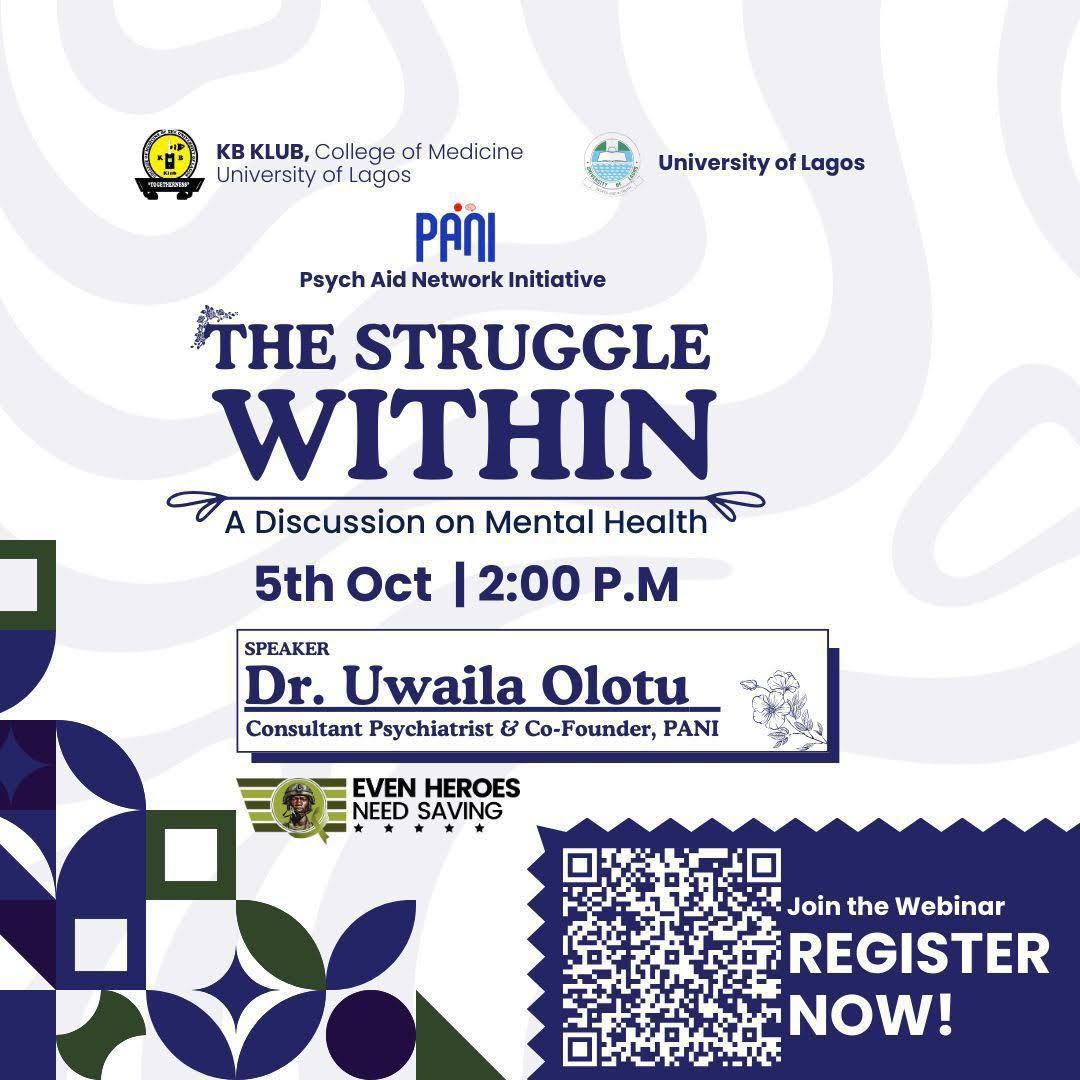 KB KLUB, College of Medicine
University of Lagos
University of Lagos
K B
Klub
"TOGETHERNESS"
PANI
Psych Aid Network Initiative
THE STRUGGLE
WITHIN
A Discussion on Mental Health
5th Oct | 2:00 P.M
SPEAKER
Dr. Uwaila Olotu
Consultant Psychiatrist & Co-Founder, PANI
EVEN HEROES
NEED SAVING
Join the Webinar
REGISTER
NOW!